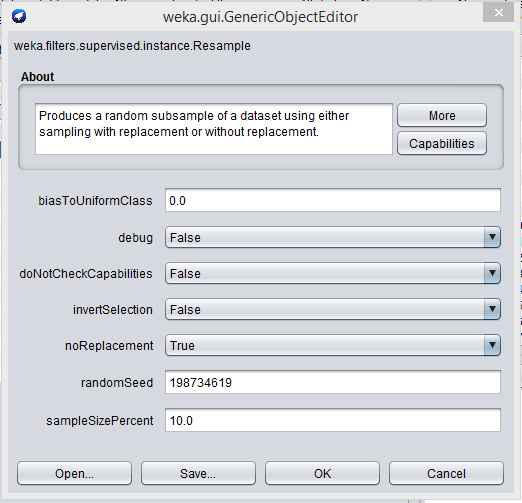 weka.gui.GenericObjectEditor
weka.filters.supervised.instance.Resample
About
Produces a random subsample of a dataset using either
sampling with replacement or without replacement.
More
Capabilities
biasToUniformClass 0.0
debug False
doNotCheckCapabilities False
invertSelection False
noReplacement True
randomSeed 198734619
sampleSizePercent 10.0
Open... Save... OK Cancel